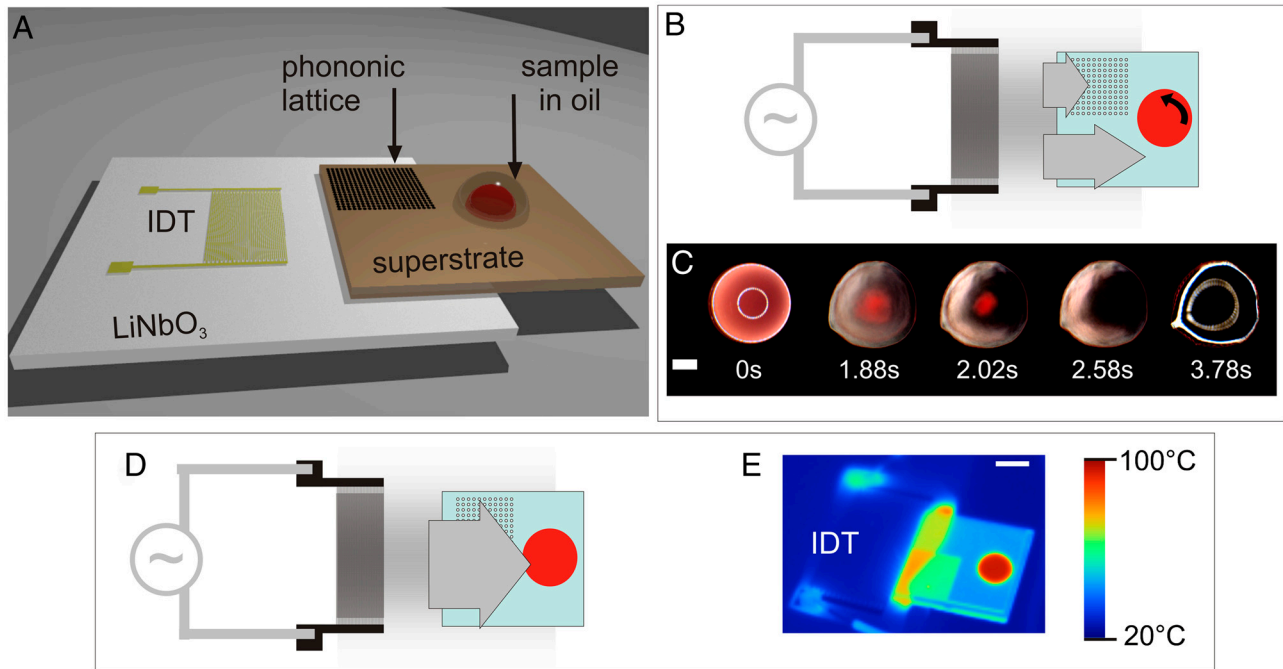 A
phononic
lattice
sample
in oil
IDT
superstrate
LiNbO₃
B
~
C
0s
1.88s
2.02s
2.58s
3.78s
D
~
E
IDT
100°C
20°C